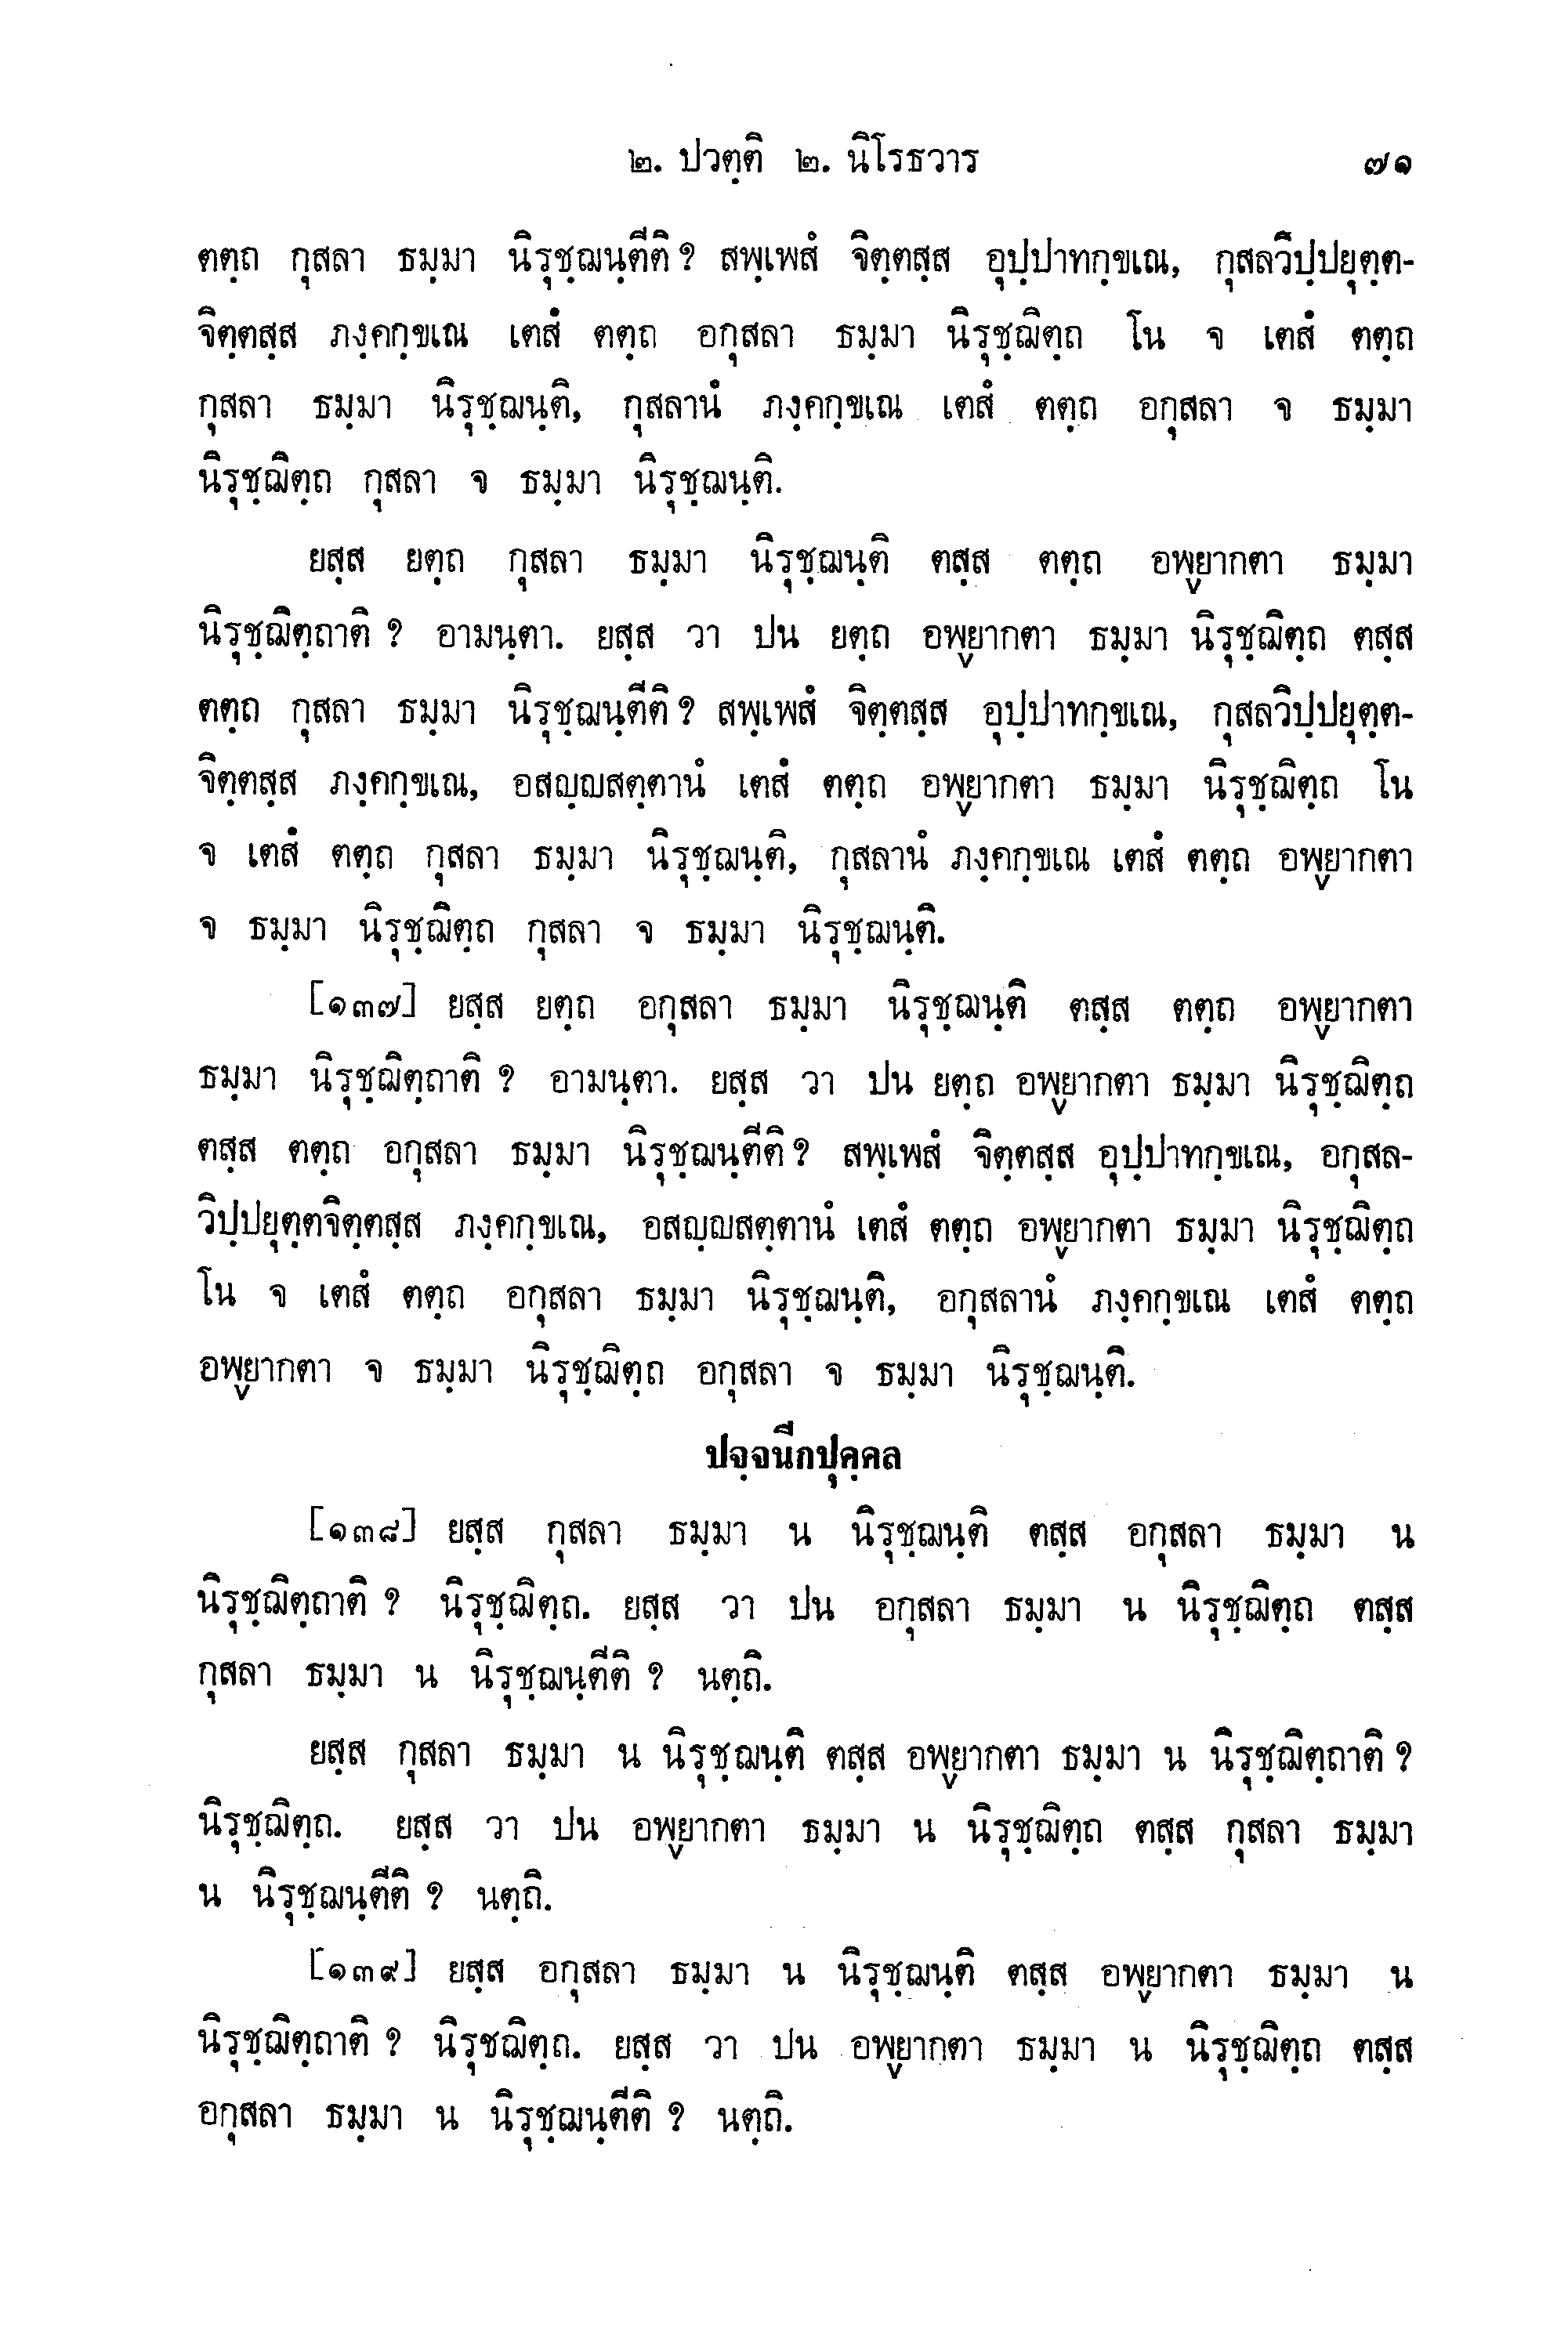 ๒. ปวตฺติ ๒. นิโรธวาร ๗๑
ตตฺถ กุสลา ธมฺมา นิรุชฺฌนฺตีติ ? สพฺเพสํ จิตฺตสฺส อุปฺปาทกฺขเณ, กุสลวิปฺปยุตฺต-
จิตฺตสฺส ภงฺคกฺขเณ เตสํ ตตฺถ อกุสลา ธมฺมา นิรุชฺฌิตฺถ โน จ เตสํ ตตฺถ
กุสลา ธมฺมา นิรุชฺฌนฺติ, กุสลานํ ภงฺคกฺขเณ เตสํ ตตฺถ อกุสลา จ ธมฺมา
นิรุชฺฌิตฺถ กุสลา จ ธมฺมา นิรุชฺฌนฺติ.
ยสฺส ยตฺถ กุสลา ธมฺมา นิรุชฺฌนฺติ ตสฺส ตตฺถ อพฺยากตา ธมฺมา
นิรุชฺฌิตฺถาติ ? อามนฺตา. ยสฺส วา ปน ยตฺถ อพฺยากตา ธมฺมา นิรุชฺฌิตฺถ ตสฺส
ตตฺถ กุสลา ธมฺมา นิรุชฺฌนฺตีติ ? สพฺเพสํ จิตฺตสฺส อุปฺปาทกฺขเณ, กุสลวิปฺปยุตฺต-
จิตฺตสฺส ภงฺคกฺขเณ, อสญฺญสตฺตานํ เตสํ ตตฺถ อพฺยากตา ธมฺมา นิรุชฺฌิตฺถ โน
จ เตสํ ตตฺถ กุสลา ธมฺมา นิรุชฺฌนฺติ, กุสลานํ ภงฺคกฺขเณ เตสํ ตตฺถ อพฺยากตา
จ ธมฺมา นิรุชฺฌิตฺถ กุสลา จ ธมฺมา นิรุชฺฌนฺติ.
[๑๓๗] ยสฺส ยตฺถ อกุสลา ธมฺมา นิรุชฺฌนฺติ ตสฺส ตตฺถ อพฺยากตา
ธมฺมา นิรุชฺฌิตฺถาติ ? อามนฺตา. ยสฺส วา ปน ยตฺถ อพฺยากตา ธมฺมา นิรุชฺฌิตฺถ
ตสฺส ตตฺถ อกุสลา ธมฺมา นิรุชฺฌนฺตีติ ? สพฺเพสํ จิตฺตสฺส อุปฺปาทกฺขเณ, อกุสล-
วิปฺปยุตฺตจิตฺตสฺส ภงฺคกฺขเณ, อสญฺญสตฺตานํ เตสํ ตตฺถ อพฺยากตา ธมฺมา นิรุชฺฌิตฺถ
โน จ เตสํ ตตฺถ อกุสลา ธมฺมา นิรุชฺฌนฺติ, อกุสลานํ ภงฺคกฺขเณ เตสํ ตตฺถ
อพฺยากตา จ ธมฺมา นิรุชฺฌิตฺถ อกุสลา จ ธมฺมา นิรุชฺฌนฺติ.
ปจฺจนีกปุคฺคล
[๑๓๘] ยสฺส กุสลา ธมฺมา น นิรุชฺฌนฺติ ตสฺส อกุสลา ธมฺมา น
นิรุชฺฌิตฺถาติ ? นิรุชฺฌิตฺถ. ยสฺส วา ปน อกุสลา ธมฺมา น นิรุชฺฌิตฺถ ตสฺส
กุสลา ธมฺมา น นิรุชฺฌนฺตีติ ? นตฺถิ.
ยสฺส กุสลา ธมฺมา น นิรุชฺฌนฺติ ตสฺส อพฺยากตา ธมฺมา น นิรุชฺฌิตฺถาติ ?
นิรุชฺฌิตฺถ. ยสฺส วา ปน อพฺยากตา ธมฺมา น นิรุชฺฌิตฺถ ตสฺส กุสลา ธมฺมา
น นิรุชฺฌนฺตีติ ? นตฺถิ.
[๑๓๙] ยสฺส อกุสลา ธมฺมา น นิรุชฺฌนฺติ ตสฺส อพฺยากตา ธมฺมา น
นิรุชฺฌิตฺถาติ ? นิรุชฌิตฺถ. ยสฺส วา ปน อพฺยากตา ธมฺมา น นิรุชฺฌิตฺถ ตสฺส
อกุสลา ธมฺมา น นิรุชฺฌนฺตีติ ? นตฺถิ.